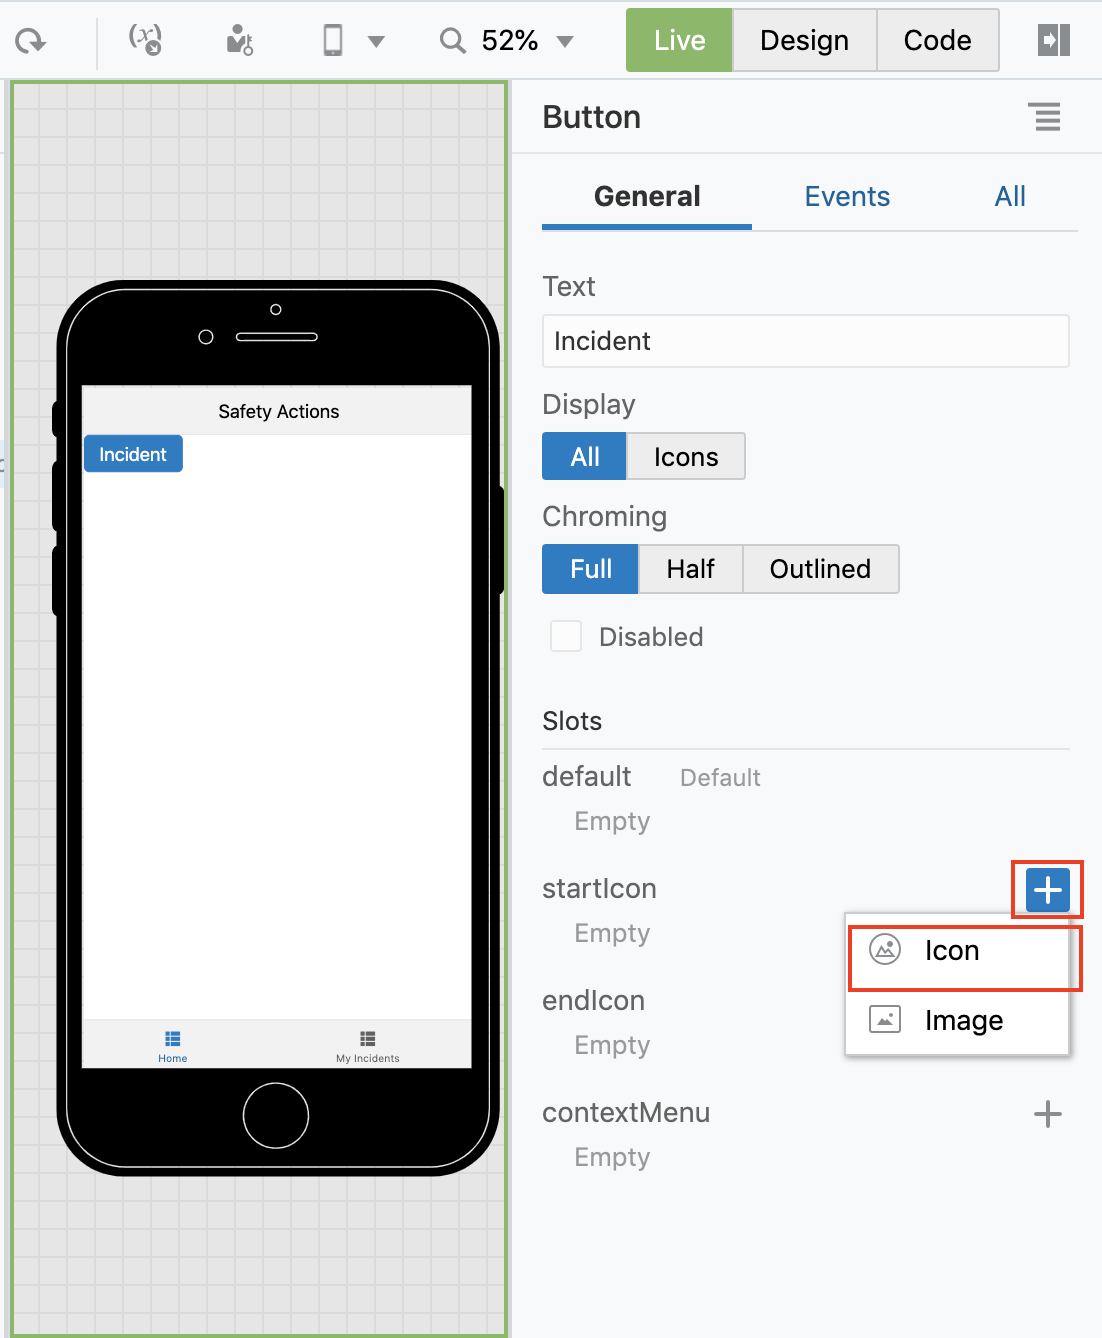 (x)
52%
Live
Design
Code
Safety Actions
Incident
Home
My Incidents
Button
General
Events
All
Text
Incident
Display
All
Icons
Chroming
Full
Half
Outlined
Disabled
Slots
default Default
Empty
startIcon
Empty
Icon
Image
endIcon
Empty
contextMenu
Empty